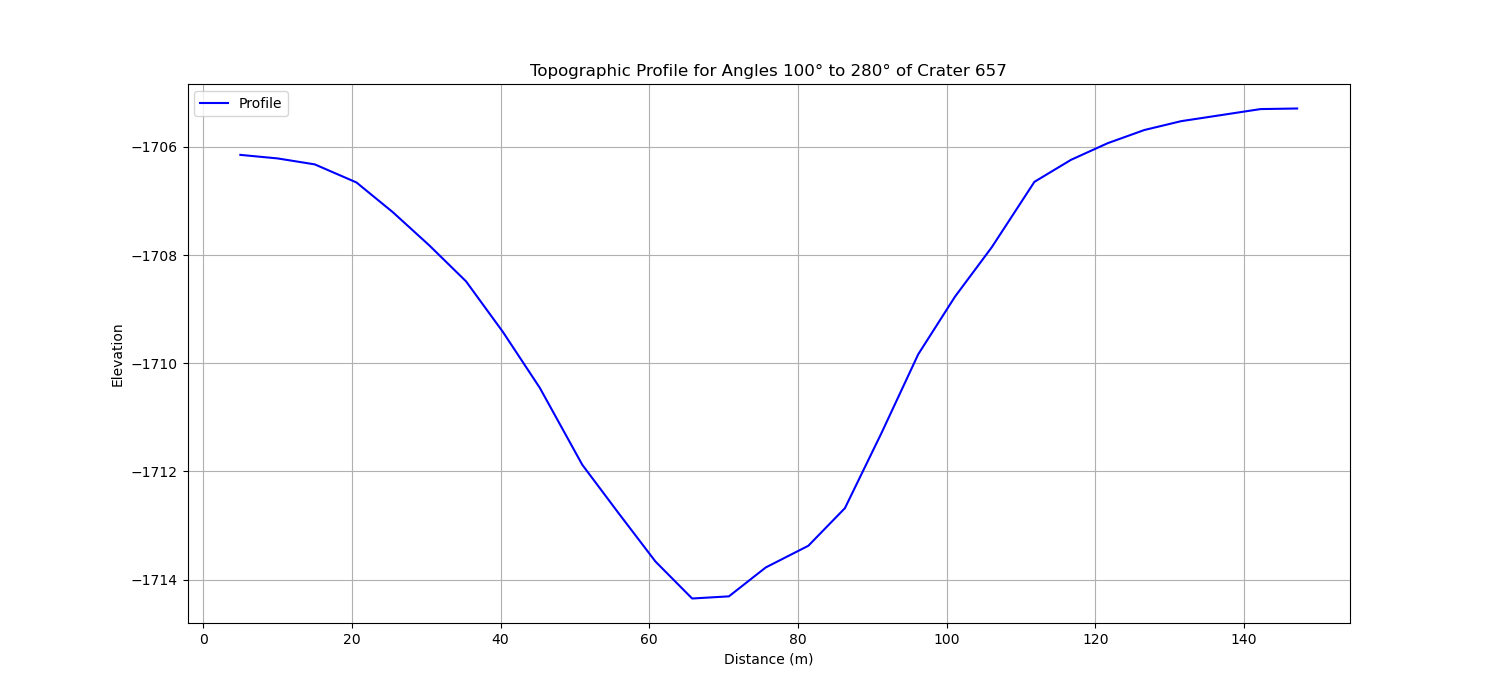 Topographic Profile for Angles 100° to 280° of Crater 657
Profile
−1706
−1708
−1710
−1712
−1714
Elevation
0 20 40 60 80 100 120 140
Distance (m)